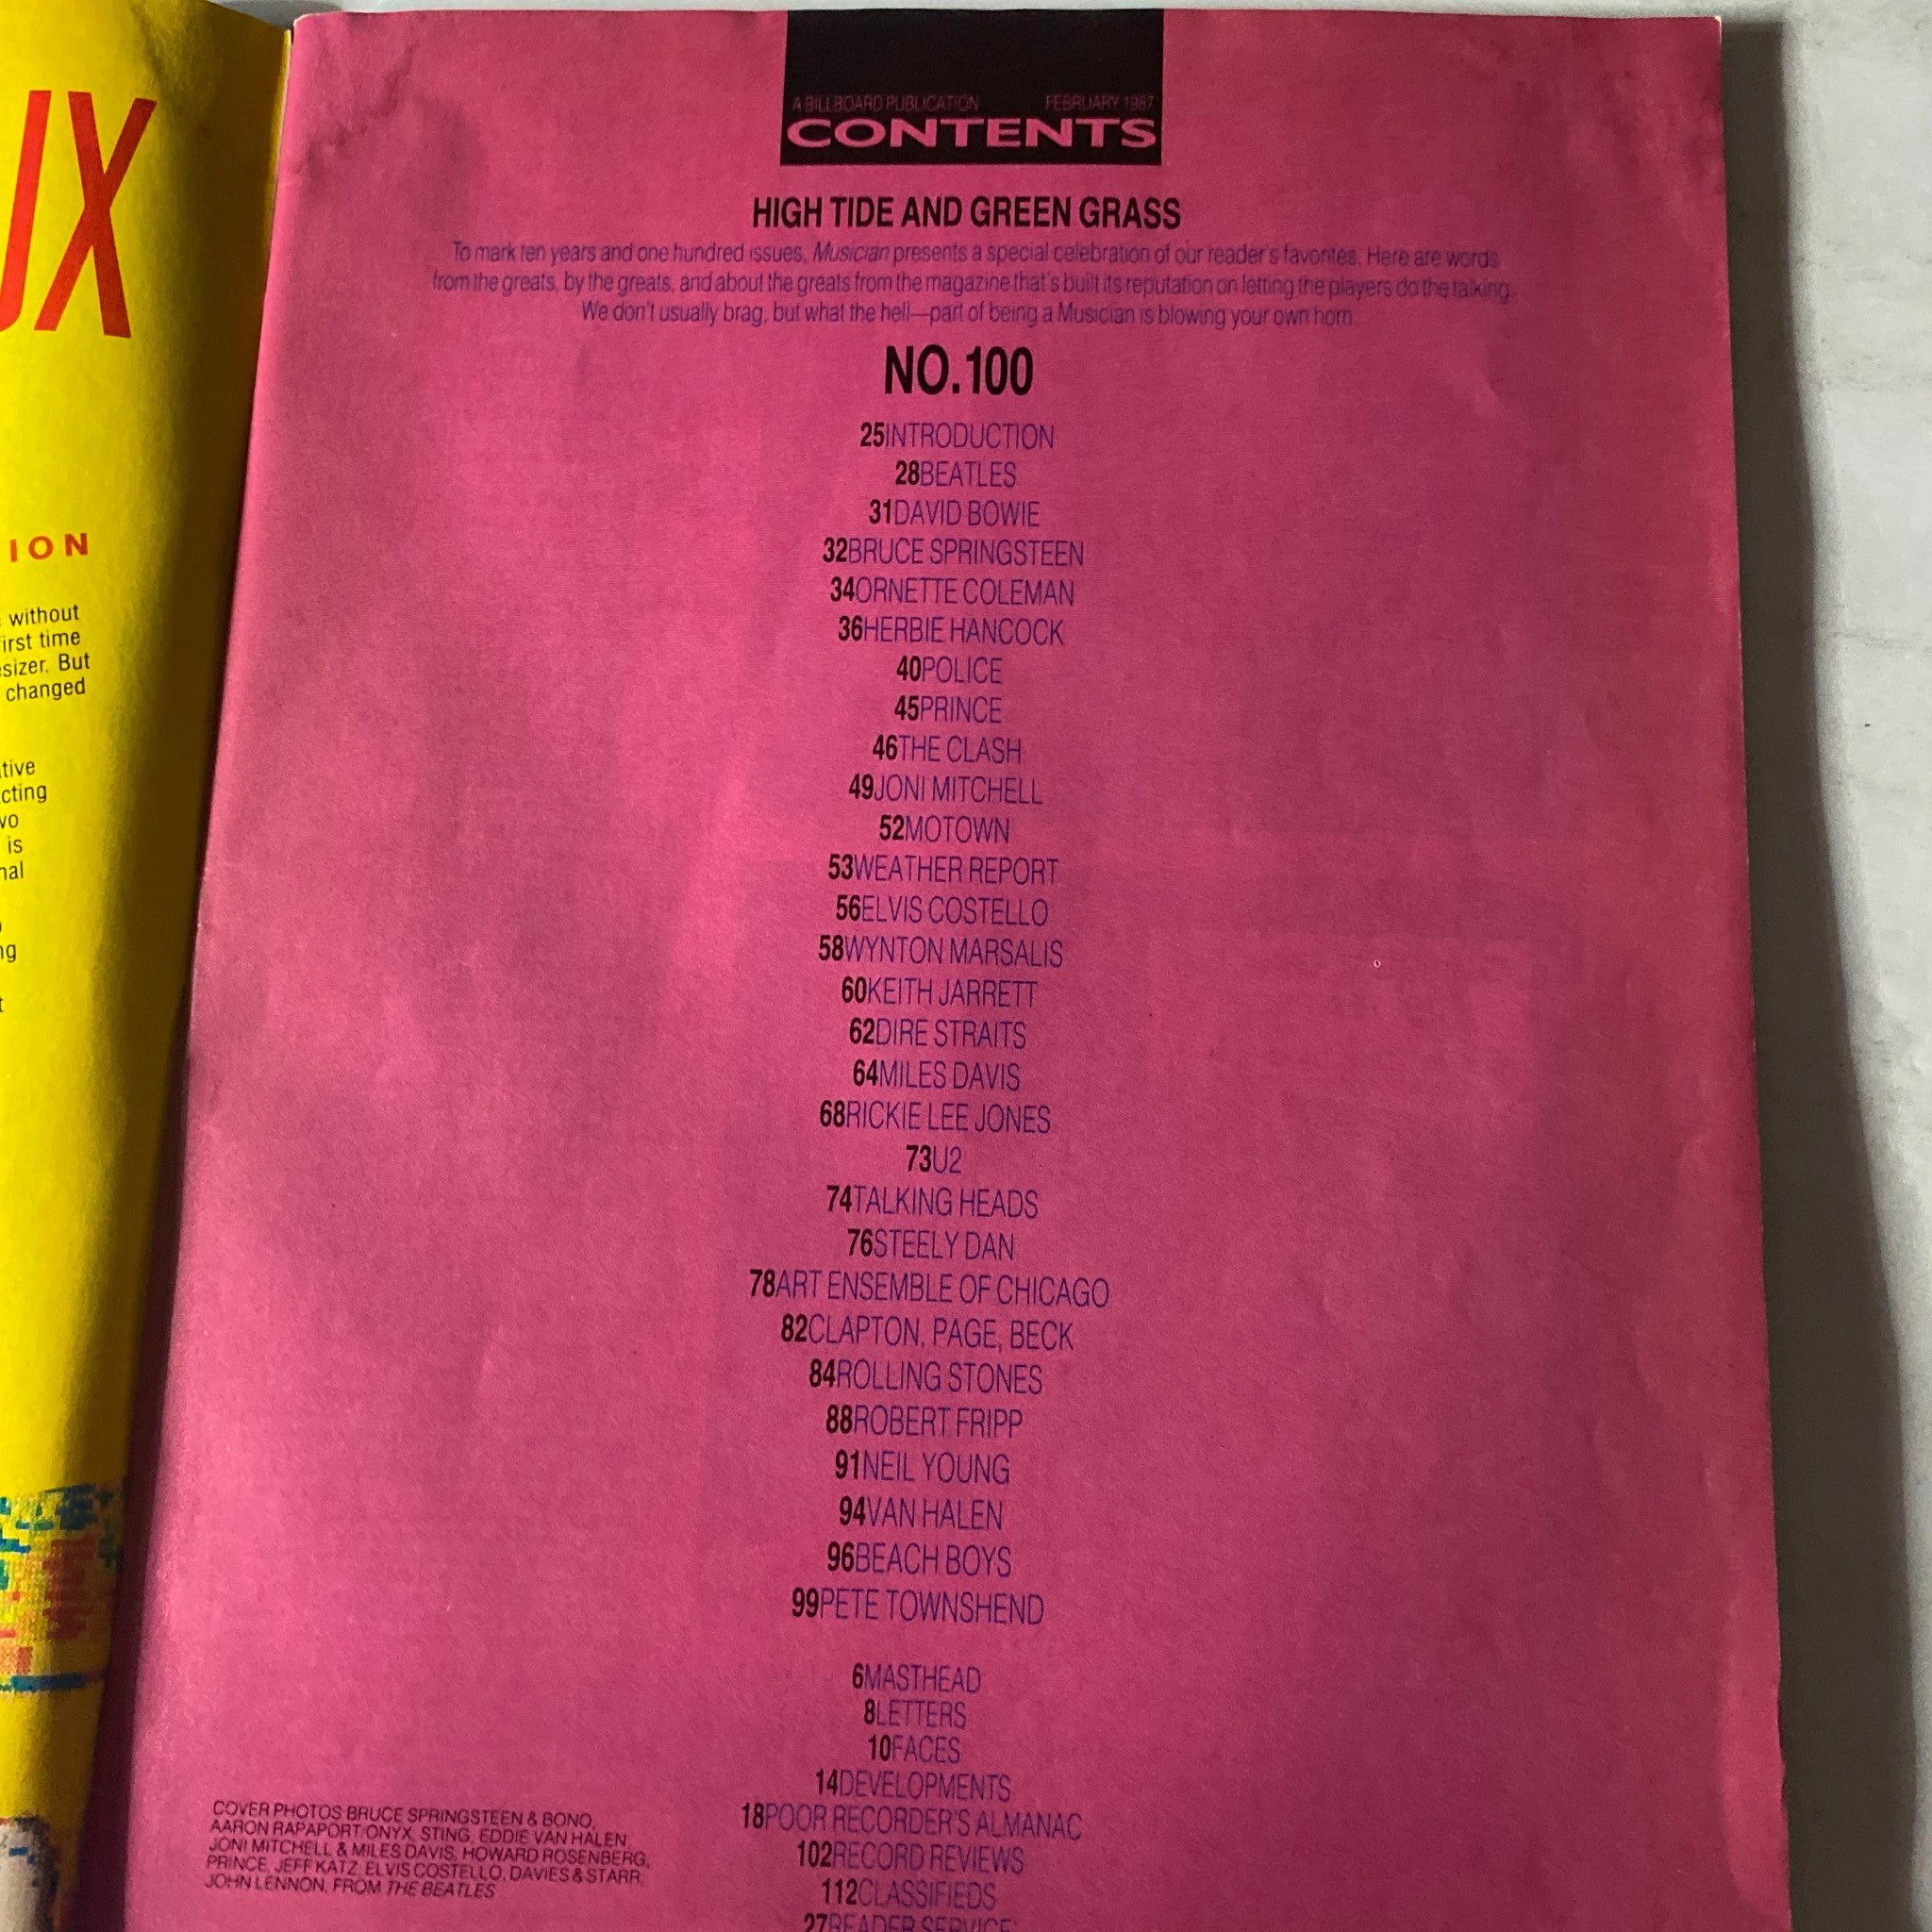 UX
ION
without
first time
sizer. But
changed
tive
cting
wo
is
nal
ng
t
A BILLBOARD PUBLICATION FEBRUARY 1987
CONTENTS
HIGH TIDE AND GREEN GRASS
To mark ten years and one hundred issues, Musician presents a special celebration of our reader's favorites. Here are words
from the greats, by the greats, and about the greats from the magazine that's built its reputation on letting the players do the talking.
We don't usually brag, but what the hell—part of being a Musician is blowing your own horn.
NO.100
25INTRODUCTION
28BEATLES
31DAVID BOWIE
32BRUCE SPRINGSTEEN
34ORNETTE COLEMAN
36HERBIE HANCOCK
40POLICE
45PRINCE
46THE CLASH
49JONI MITCHELL
52MOTOWN
53WEATHER REPORT
56ELVIS COSTELLO
58WYNTON MARSALIS
60KEITH JARRETT
62DIRE STRAITS
64MILES DAVIS
68RICKIE LEE JONES
73U2
74TALKING HEADS
76STEELY DAN
78ART ENSEMBLE OF CHICAGO
82CLAPTON, PAGE, BECK
84ROLLING STONES
88ROBERT FRIPP
91NEIL YOUNG
94VAN HALEN
96BEACH BOYS
99PETE TOWNSHEND
6MASTHEAD
8LETTERS
10FACES
14DEVELOPMENTS
18POOR RECORDER'S ALMANAC
102RECORD REVIEWS
112CLASSIFIEDS
27READER SERVICE
COVER PHOTOS BRUCE SPRINGSTEEN & BONO,
AARON RAPAPORT/ONYX, STING, EDDIE VAN HALEN,
JONI MITCHELL & MILES DAVIS, HOWARD ROSENBERG,
PRINCE, JEFF KATZ, ELVIS COSTELLO, DAVIES & STARR,
JOHN LENNON, FROM THE BEATLES